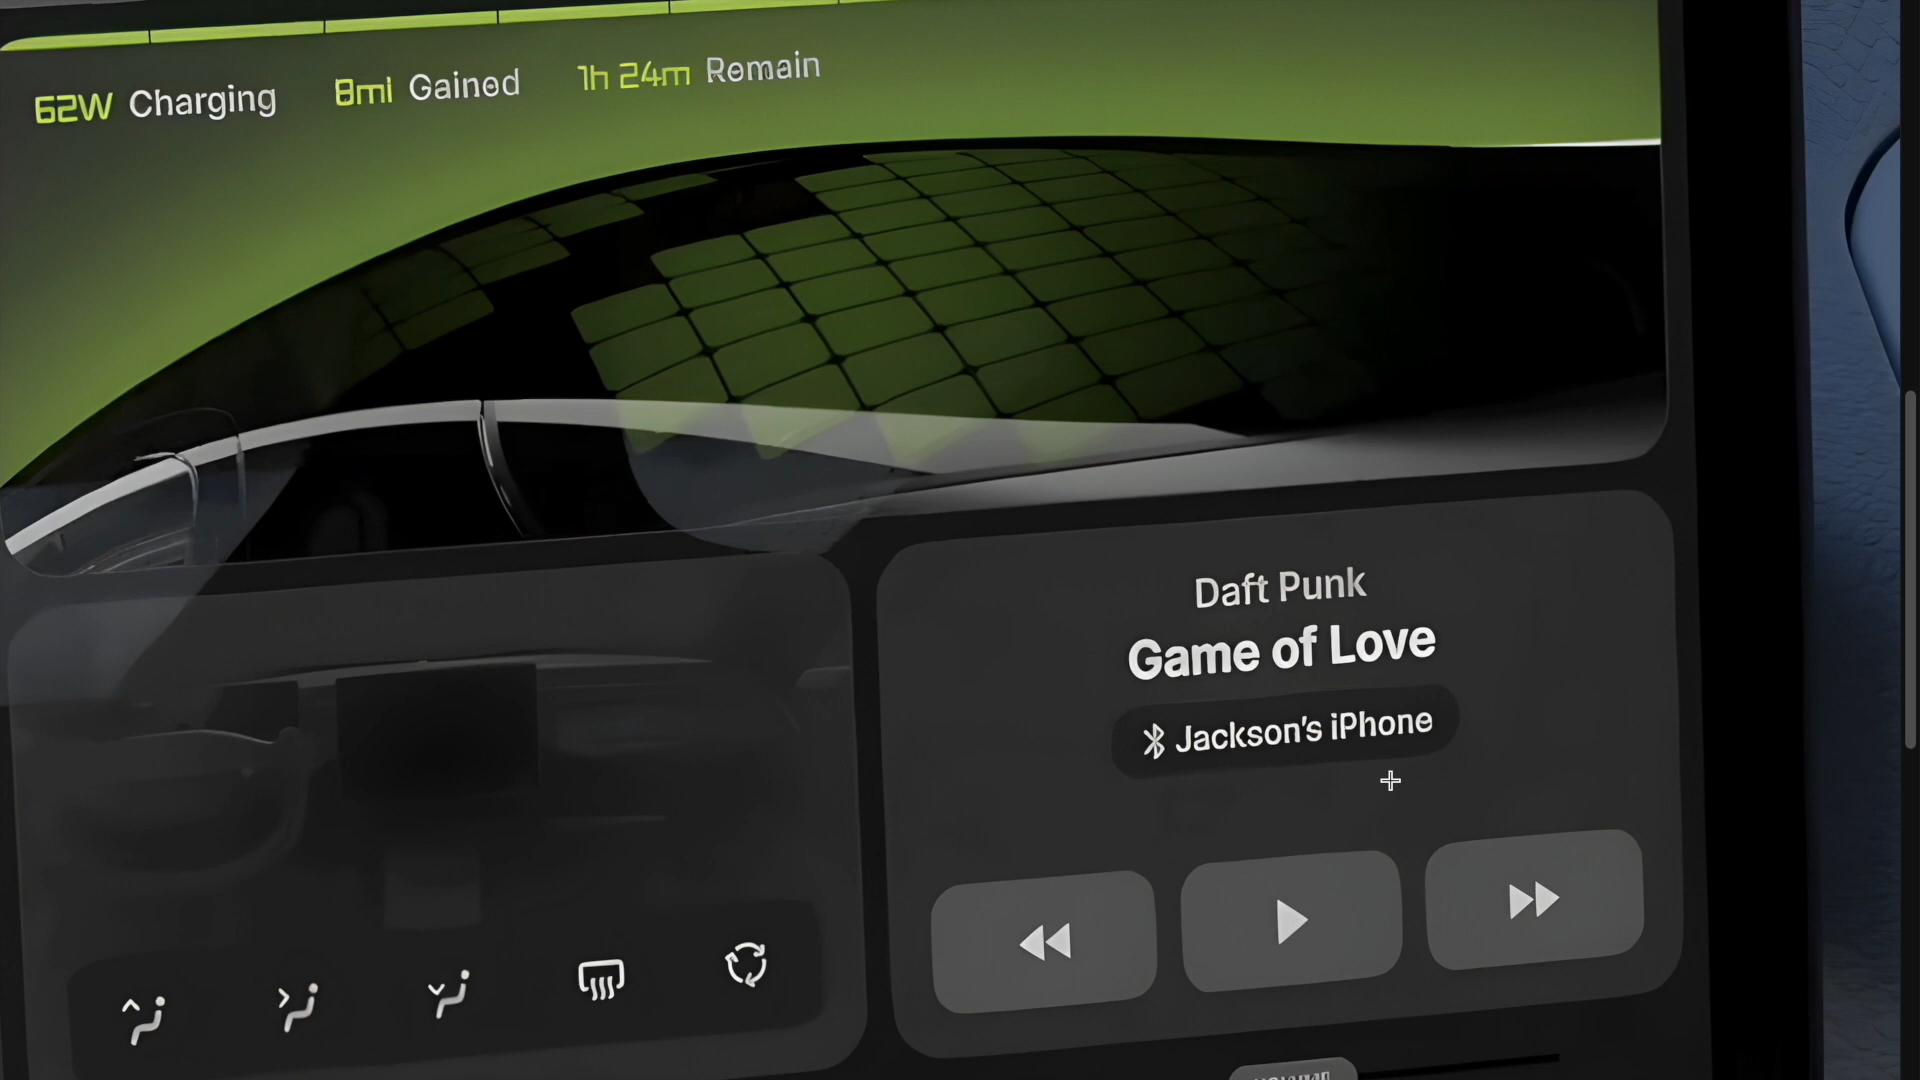 62W Charging 8mi Gained 1h 24m Remain
Daft Punk
Game of Love
Jackson's iPhone